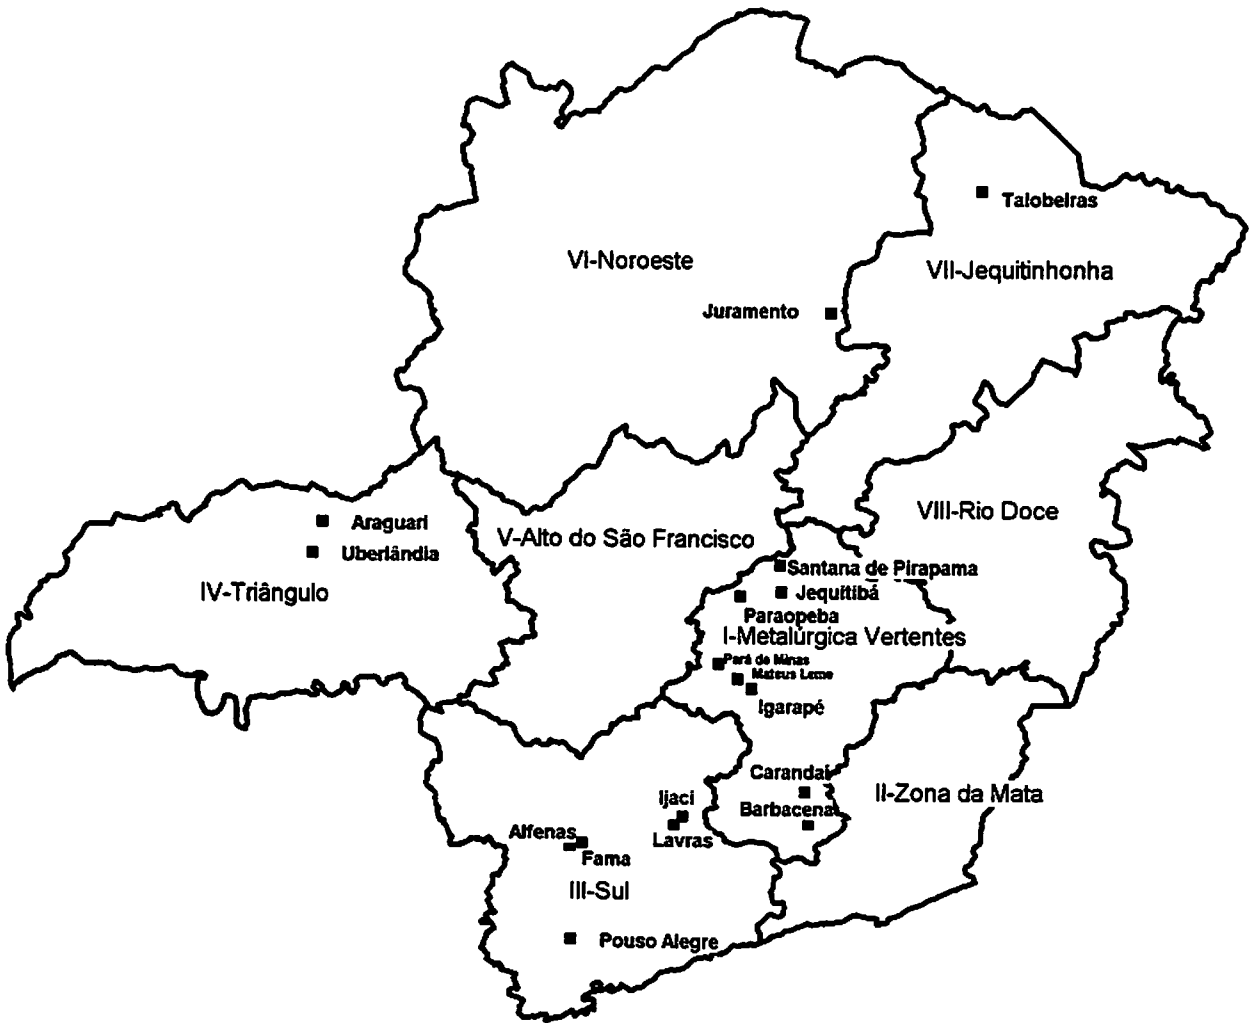 Taiobeiras
VI-Noroeste
VII-Jequitinhonha
Juramento
Araguari
V-Alto do São Francisco
VIII-Rio Doce
Uberlândia
Santana de Pirapama
IV-Triângulo
Jequitibá
Paraopeba
I-Metalúrgica Vertentes
Pará de Minas
Mateus Leme
Igarapé
Carandaí
II-Zona da Mata
Ijaci
Barbacena
Alfenas
Lavras
Fama
III-Sul
Pouso Alegre